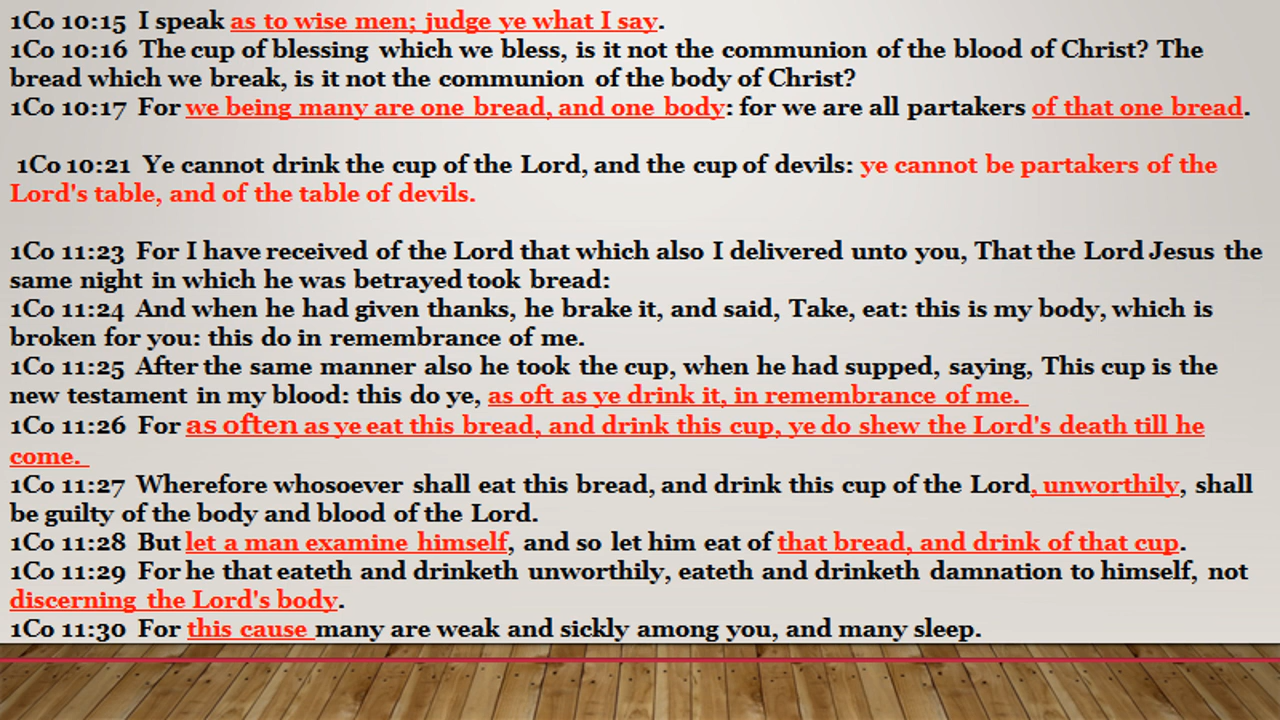 1Co 10:15 I speak as to wise men; judge ye what I say.
1Co 10:16 The cup of blessing which we bless, is it not the communion of the blood of Christ? The
bread which we break, is it not the communion of the body of Christ?
1Co 10:17 For we being many are one bread, and one body: for we are all partakers of that one bread.
1Co 10:21 Ye cannot drink the cup of the Lord, and the cup of devils: ye cannot be partakers of the
Lord's table, and of the table of devils.
1Co 11:23 For I have received of the Lord that which also I delivered unto you, That the Lord Jesus the
same night in which he was betrayed took bread:
1Co 11:24 And when he had given thanks, he brake it, and said, Take, eat: this is my body, which is
broken for you: this do in remembrance of me.
1Co 11:25 After the same manner also he took the cup, when he had supped, saying, This cup is the
new testament in my blood: this do ye, as oft as ye drink it, in remembrance of me.
1Co 11:26 For as often as ye eat this bread, and drink this cup, ye do shew the Lord's death till he
come.
1Co 11:27 Wherefore whosoever shall eat this bread, and drink this cup of the Lord, unworthily, shall
be guilty of the body and blood of the Lord.
1Co 11:28 But let a man examine himself, and so let him eat of that bread, and drink of that cup.
1Co 11:29 For he that eateth and drinketh unworthily, eateth and drinketh damnation to himself, not
discerning the Lord's body.
1Co 11:30 For this cause many are weak and sickly among you, and many sleep.